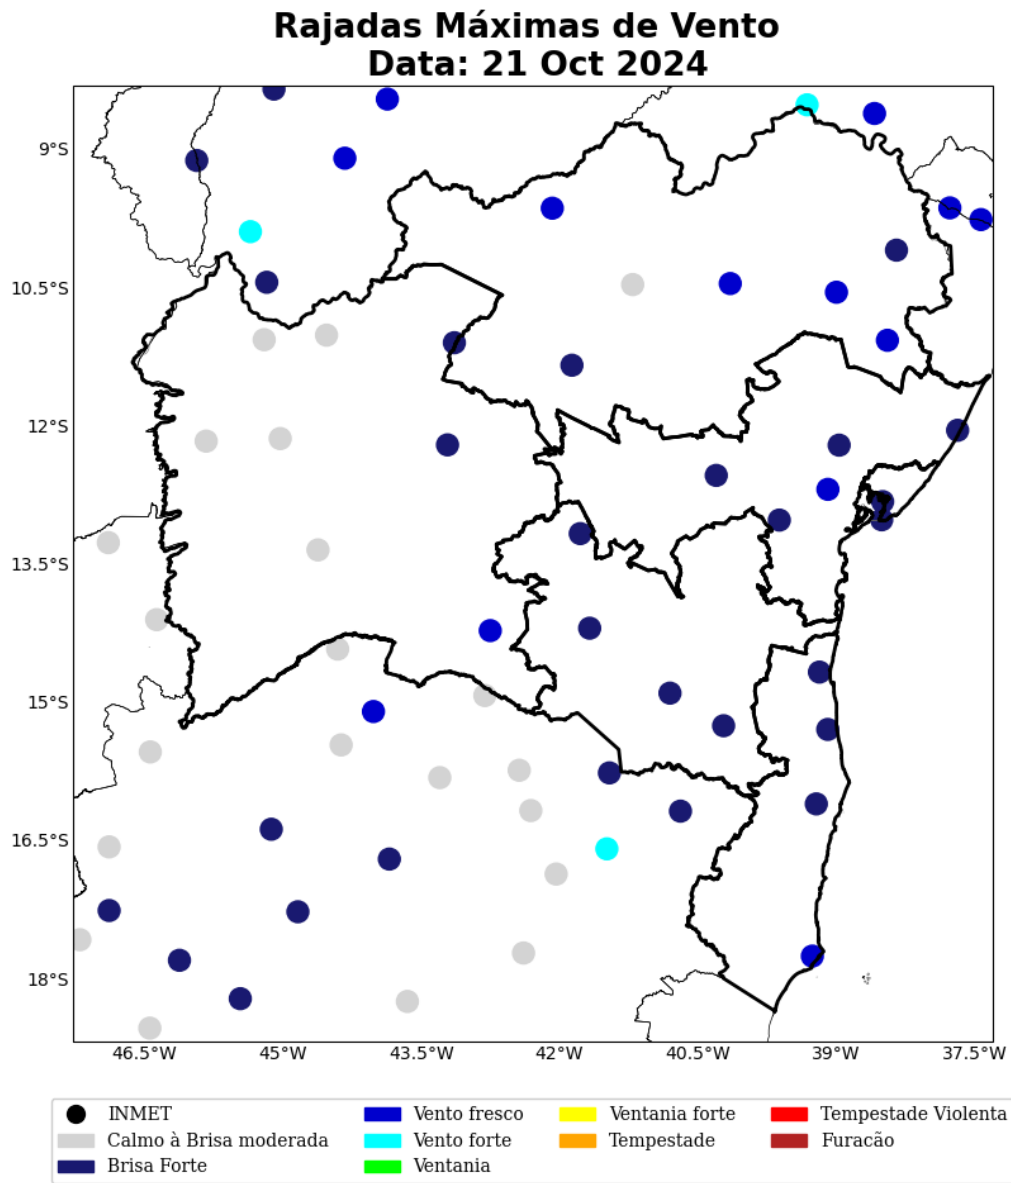 Rajadas Máximas de Vento
Data: 21 Oct 2024
9°S
10.5°S
12°S
13.5°S
15°S
16.5°S
18°S
46.5°W 45°W 43.5°W 42°W 40.5°W 39°W 37.5°W
INMET Vento fresco Ventania forte Tempestade Violenta
Calmo à Brisa moderada Vento forte Tempestade Furacão
Brisa Forte Ventania